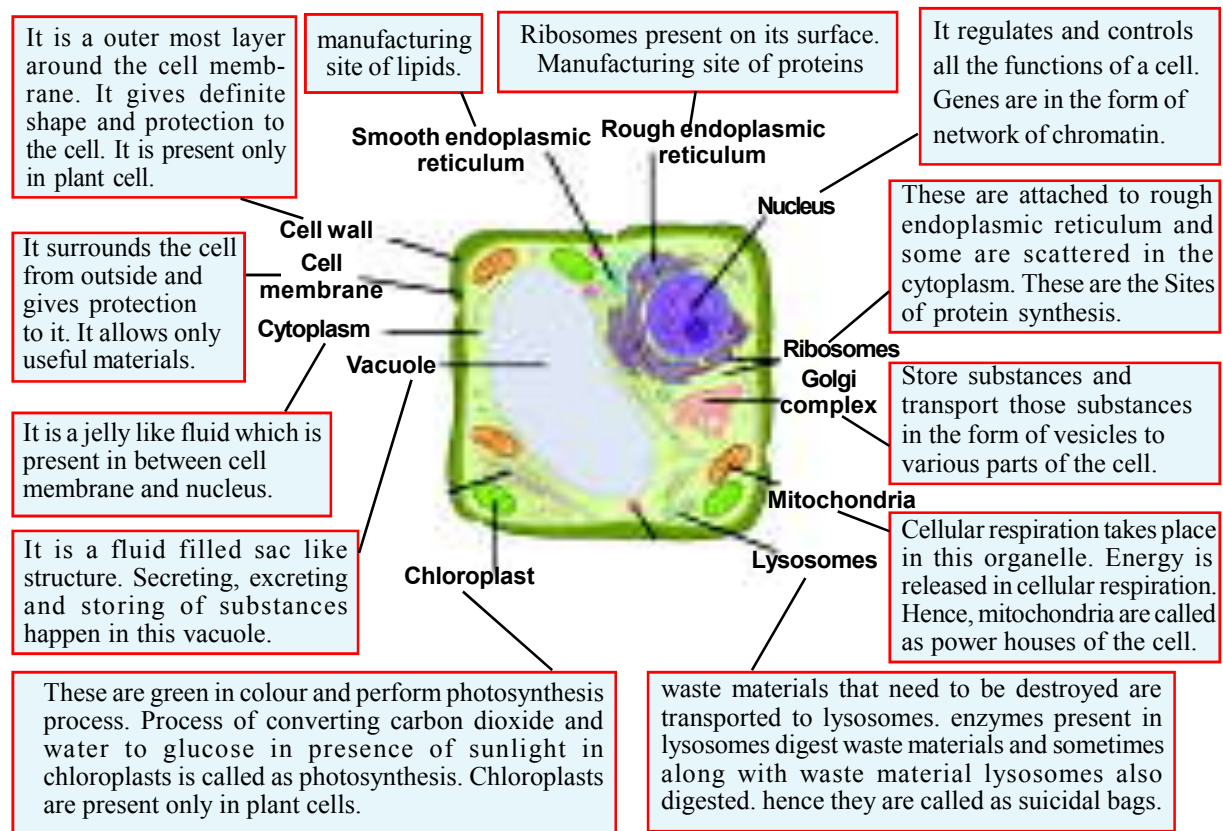 It is a outer most layer
around the cell memb-
rane. It gives definite
shape and protection to
the cell. It is present only
in plant cell.
manufacturing
site of lipids.
Ribosomes present on its surface.
Manufacturing site of proteins
It regulates and controls
all the functions of a cell.
Genes are in the form of
network of chromatin.
Smooth endoplasmic
reticulum
Rough endoplasmic
reticulum
Nucleus
These are attached to rough
endoplasmic reticulum and
some are scattered in the
cytoplasm. These are the Sites
of protein synthesis.
Cell wall
It surrounds the cell
from outside and
gives protection
to it. It allows only
useful materials.
Cell
membrane
Cytoplasm
Vacuole
Ribosomes
Golgi
complex
Store substances and
transport those substances
in the form of vesicles to
various parts of the cell.
It is a jelly like fluid which is
present in between cell
membrane and nucleus.
Mitochondria
Cellular respiration takes place
in this organelle. Energy is
released in cellular respiration.
Hence, mitochondria are called
as power houses of the cell.
It is a fluid filled sac like
structure. Secreting, excreting
and storing of substances
happen in this vacuole.
Chloroplast
Lysosomes
These are green in colour and perform photosynthesis
process. Process of converting carbon dioxide and
water to glucose in presence of sunlight in
chloroplasts is called as photosynthesis. Chloroplasts
are present only in plant cells.
waste materials that need to be destroyed are
transported to lysosomes. enzymes present in
lysosomes digest waste materials and sometimes
along with waste material lysosomes also
digested. hence they are called as suicidal bags.